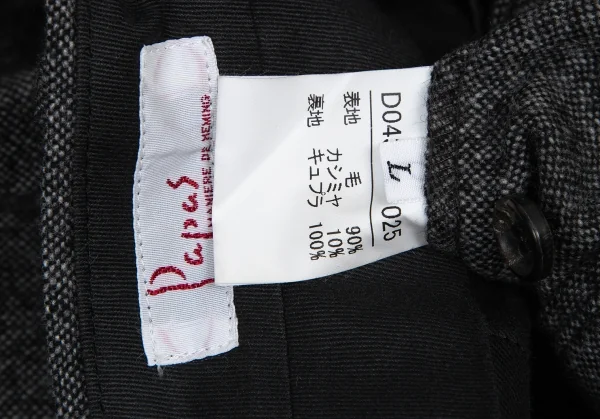 Papas
MANIERE DE HEMING
D04
L
025
表地 毛 90%
カシミヤ 10%
裏地 キュプラ 100%